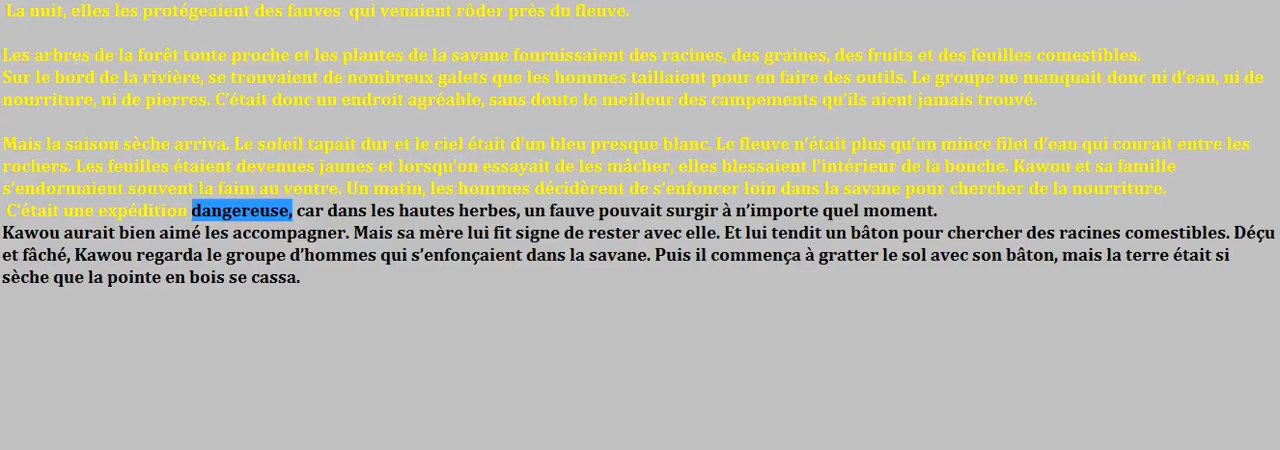 La nuit, elles les protégeaient des fauves  qui venaient rôder près du fleuve.
Les arbres de la forêt toute proche et les plantes de la savane fournissaient des racines, des graines, des fruits et des feuilles comestibles.
Sur le bord de la rivière, se trouvaient de nombreux galets que les hommes taillaient pour en faire des outils. Le groupe ne manquait donc ni d’eau, ni de
nourriture, ni de pierres. C’était donc un endroit agréable, sans doute le meilleur des campements qu’ils aient jamais trouvé.
Mais la saison sèche arriva. Le soleil tapait dur et le ciel était d’un bleu presque blanc. Le fleuve n’était plus qu’un mince filet d’eau qui courait entre les
rochers. Les feuilles étaient devenues jaunes et lorsqu’on essayait de les mâcher, elles blessaient l’intérieur de la bouche. Kawou et sa famille
s’endormaient souvent la faim au ventre. Un matin, les hommes décidèrent de s’enfoncer loin dans la savane pour chercher de la nourriture.
C’était une expédition dangereuse, car dans les hautes herbes, un fauve pouvait surgir à n’importe quel moment.
Kawou aurait bien aimé les accompagner. Mais sa mère lui fit signe de rester avec elle. Et lui tendit un bâton pour chercher des racines comestibles. Déçu
et fâché, Kawou regarda le groupe d’hommes qui s’enfonçaient dans la savane. Puis il commença à gratter le sol avec son bâton, mais la terre était si
sèche que la pointe en bois se cassa.